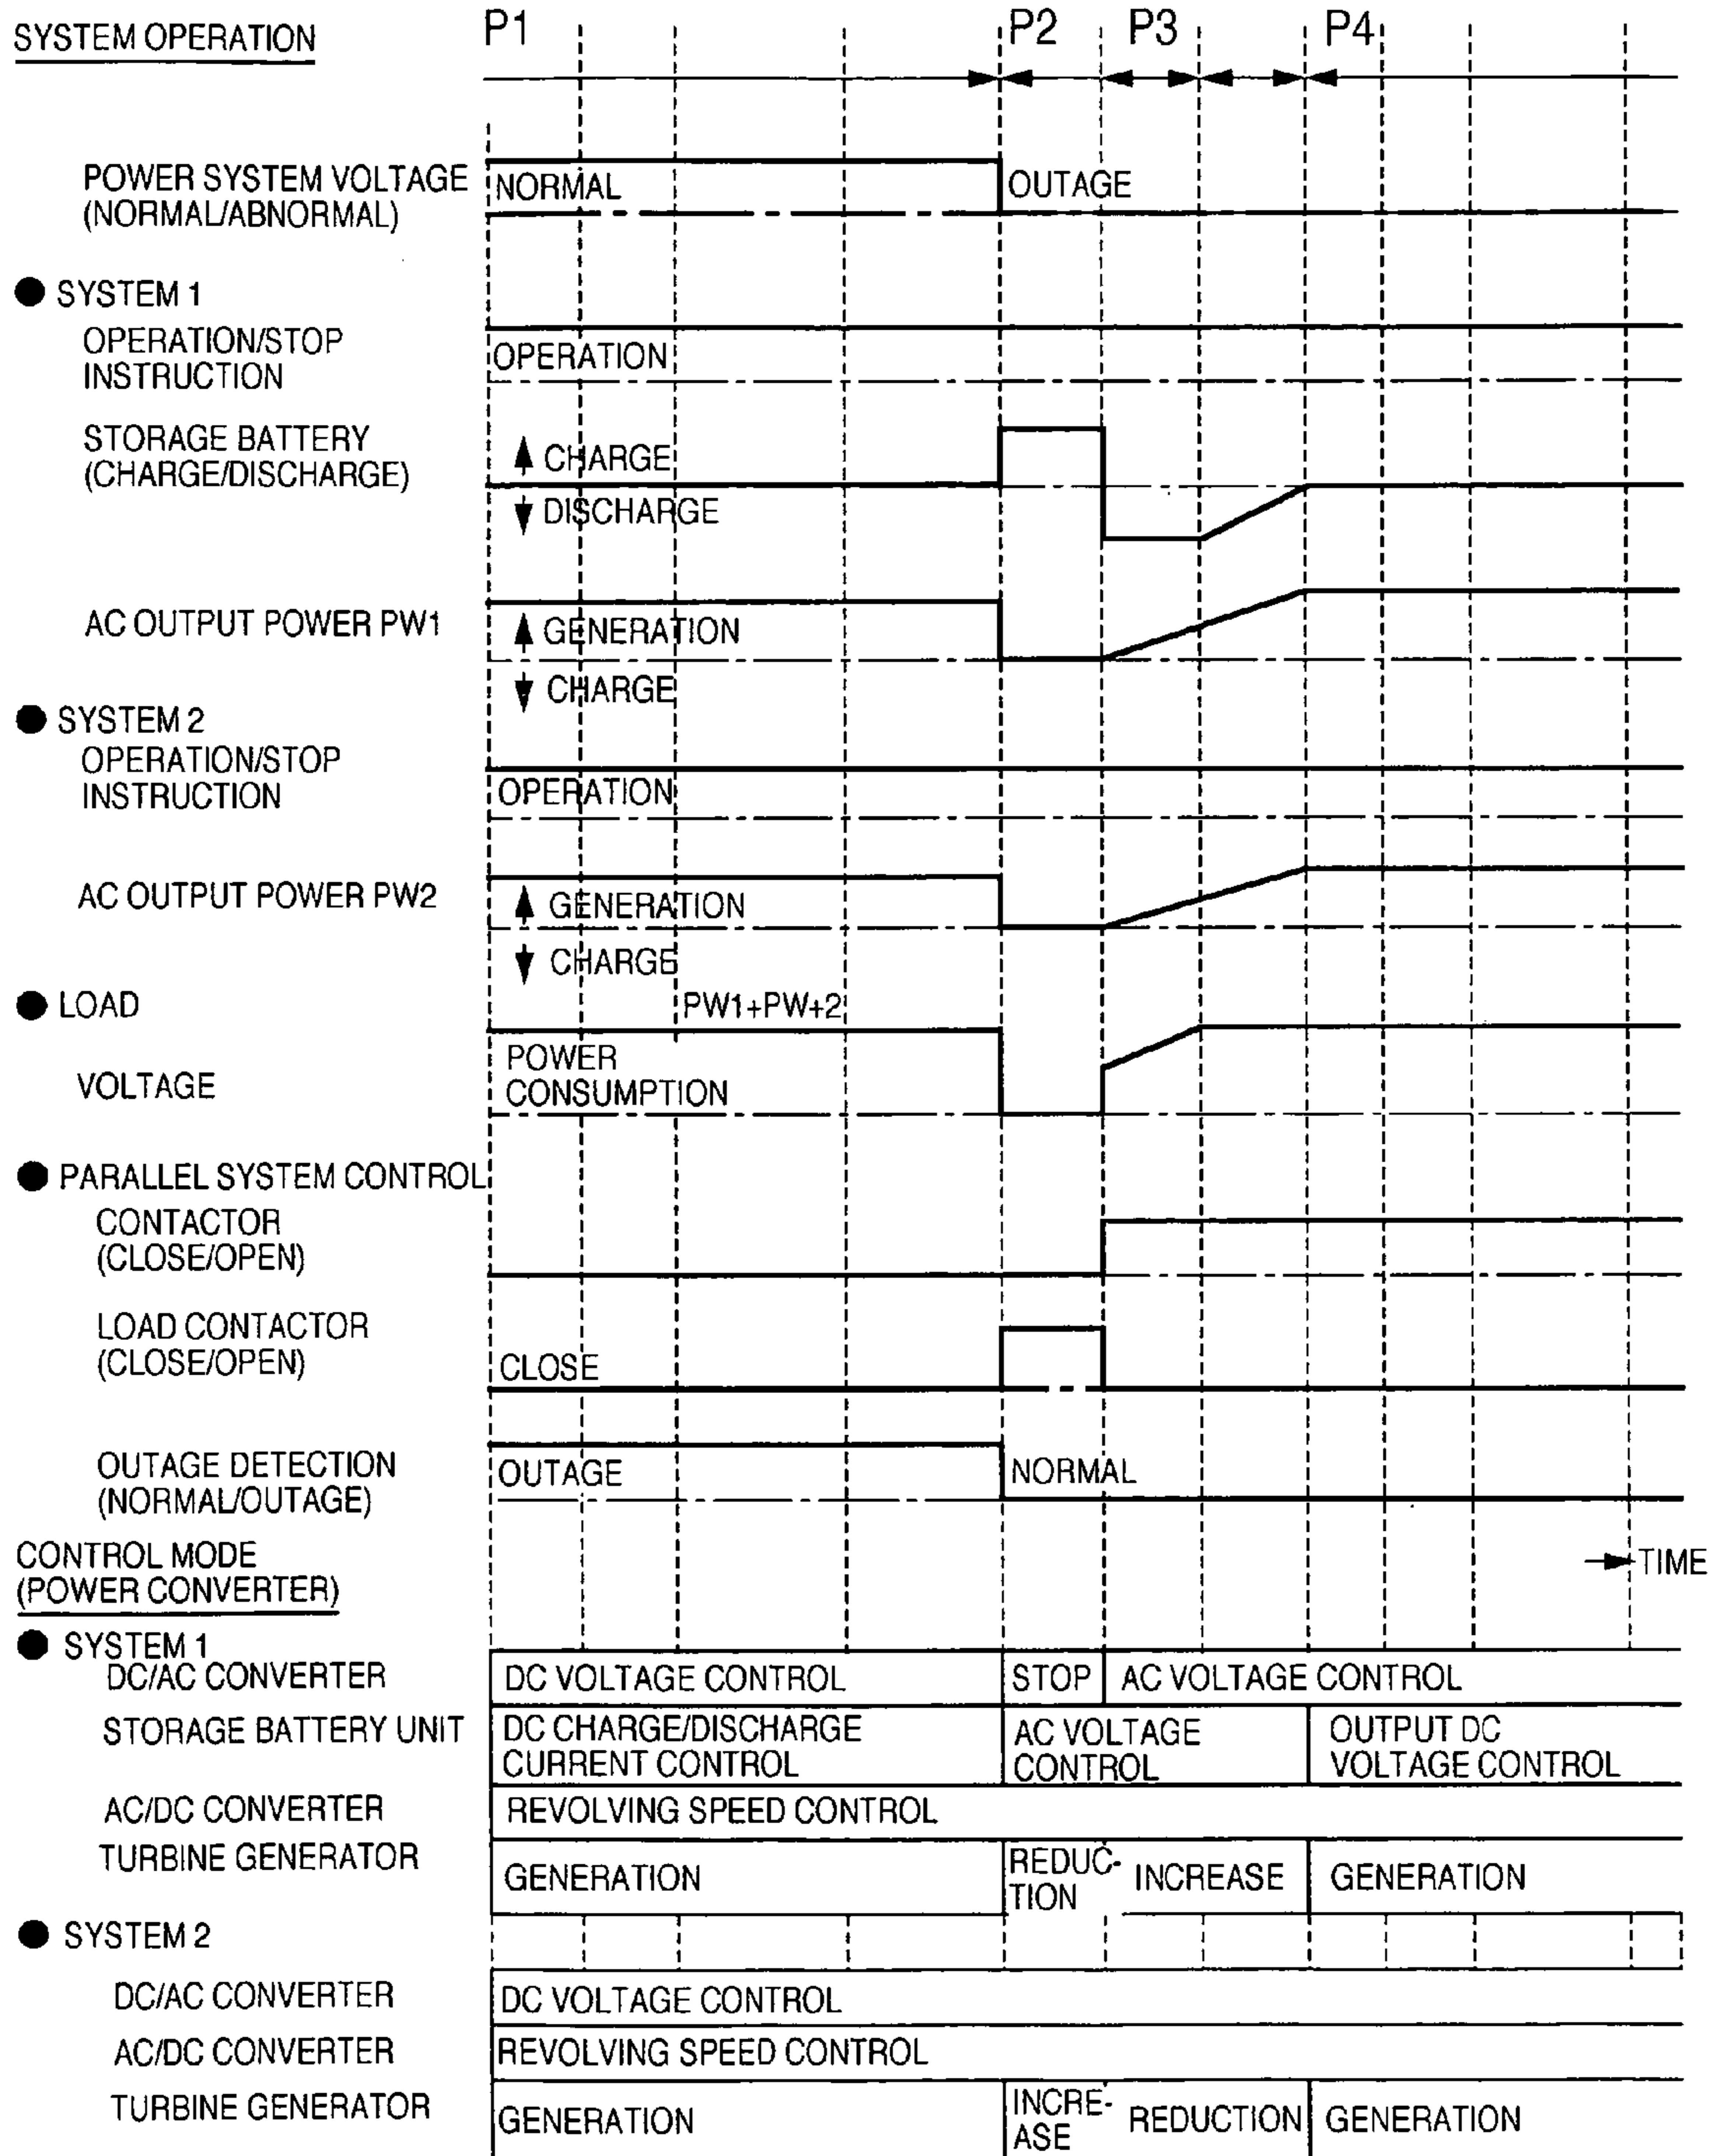 SYSTEM OPERATION
P1
P2
P3
P4
POWER SYSTEM VOLTAGE
(NORMAL/ABNORMAL)
NORMAL
OUTAGE
● SYSTEM 1
OPERATION/STOP
INSTRUCTION
OPERATION
STORAGE BATTERY
(CHARGE/DISCHARGE)
CHARGE
DISCHARGE
AC OUTPUT POWER PW1
GENERATION
CHARGE
● SYSTEM 2
OPERATION/STOP
INSTRUCTION
OPERATION
AC OUTPUT POWER PW2
GENERATION
CHARGE
● LOAD
PW1+PW+2
VOLTAGE
POWER
CONSUMPTION
● PARALLEL SYSTEM CONTROL
CONTACTOR
(CLOSE/OPEN)
LOAD CONTACTOR
(CLOSE/OPEN)
CLOSE
OUTAGE DETECTION
(NORMAL/OUTAGE)
OUTAGE
NORMAL
CONTROL MODE
(POWER CONVERTER)
TIME
● SYSTEM 1
DC/AC CONVERTER
DC VOLTAGE CONTROL
STOP
AC VOLTAGE CONTROL
STORAGE BATTERY UNIT
DC CHARGE/DISCHARGE
CURRENT CONTROL
AC VOLTAGE
CONTROL
OUTPUT DC
VOLTAGE CONTROL
AC/DC CONVERTER
REVOLVING SPEED CONTROL
TURBINE GENERATOR
GENERATION
REDUC-
TION
INCREASE
GENERATION
● SYSTEM 2
DC/AC CONVERTER
DC VOLTAGE CONTROL
AC/DC CONVERTER
REVOLVING SPEED CONTROL
TURBINE GENERATOR
GENERATION
INCRE-
ASE
REDUCTION
GENERATION